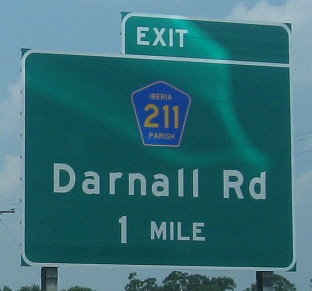 EXIT
IBERIA
211
PARISH
Darnall Rd
1 MILE